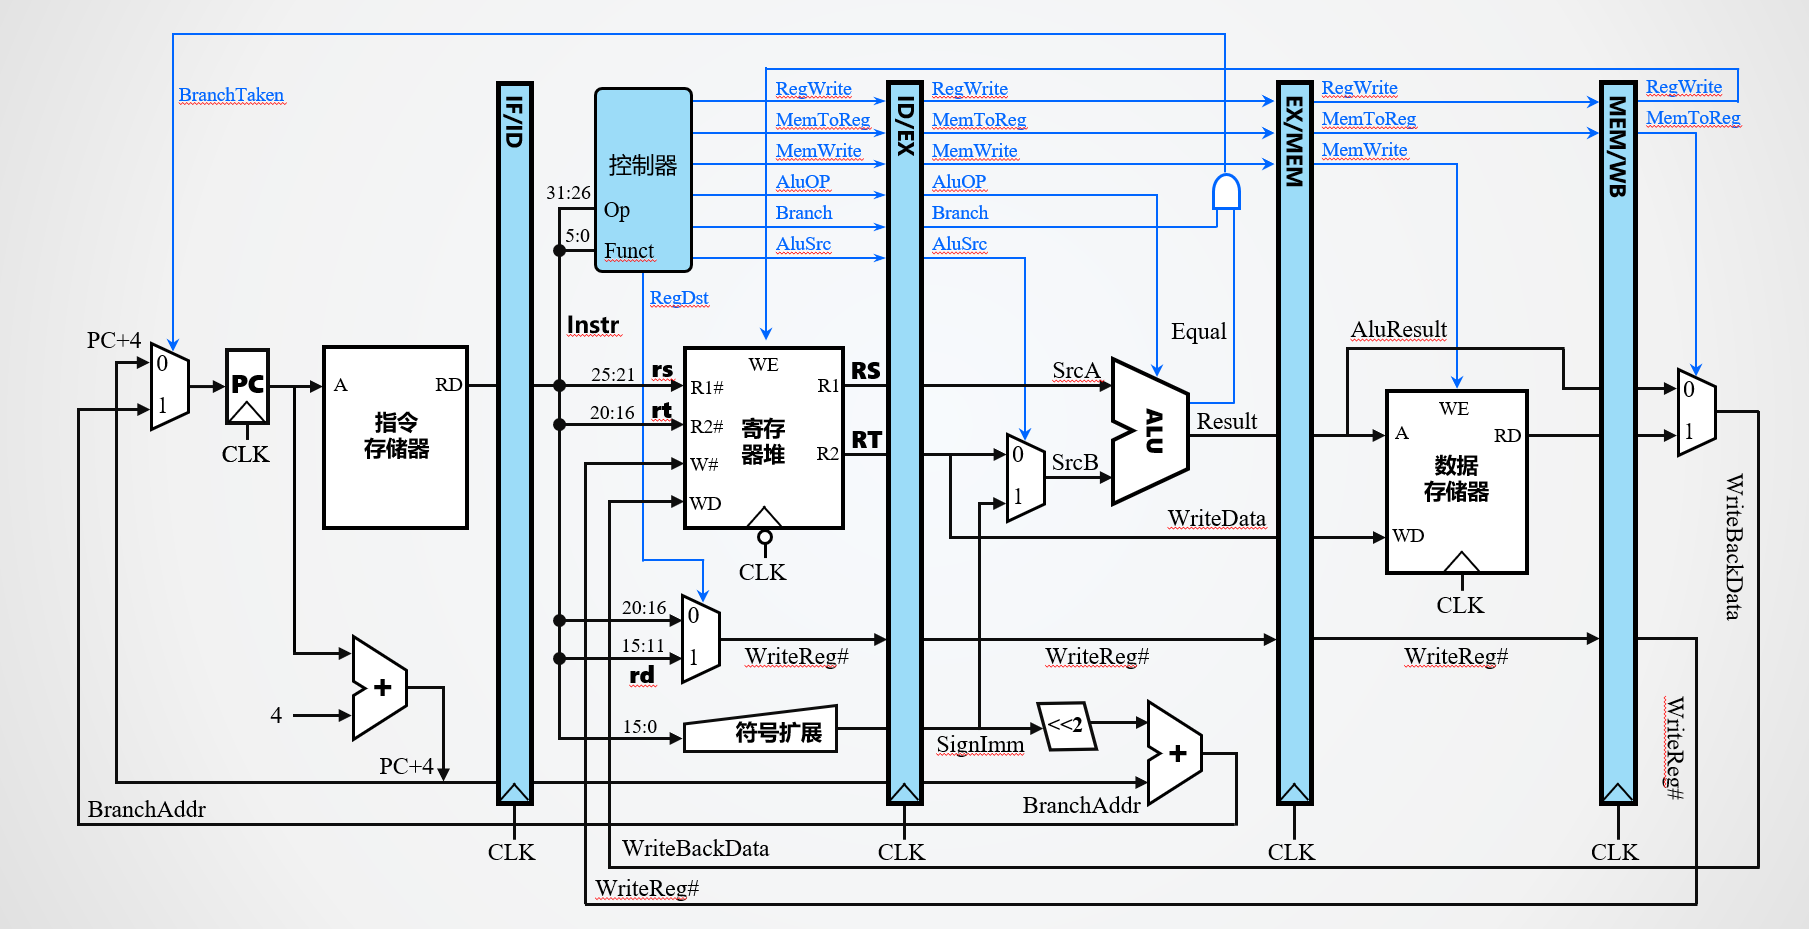 BranchTaken
PC+4
0
1
PC
CLK
A
RD
指令
存储器
4
+
PC+4
BranchAddr
IF/ID
CLK
31:26
5:0
控制器
Op
Funct
RegWrite
MemToReg
MemWrite
AluOP
Branch
AluSrc
RegDst
Instr
25:21
rs
20:16
rt
R1#
R2#
W#
WD
WE
寄存
器堆
R1
R2
CLK
RS
RT
20:16
15:11
rd
0
1
WriteReg#
15:0
符号扩展
WriteBackData
WriteReg#
ID/EX
CLK
RegWrite
MemToReg
MemWrite
AluOP
Branch
AluSrc
SrcA
0
1
SrcB
ALU
Equal
Result
WriteData
WriteReg#
SignImm
<<2
+
BranchAddr
EX/MEM
CLK
RegWrite
MemToReg
MemWrite
AluResult
WE
A
RD
数据
存储器
WD
CLK
WriteReg#
MEM/WB
CLK
RegWrite
MemToReg
0
1
WriteBackData
WriteReg#